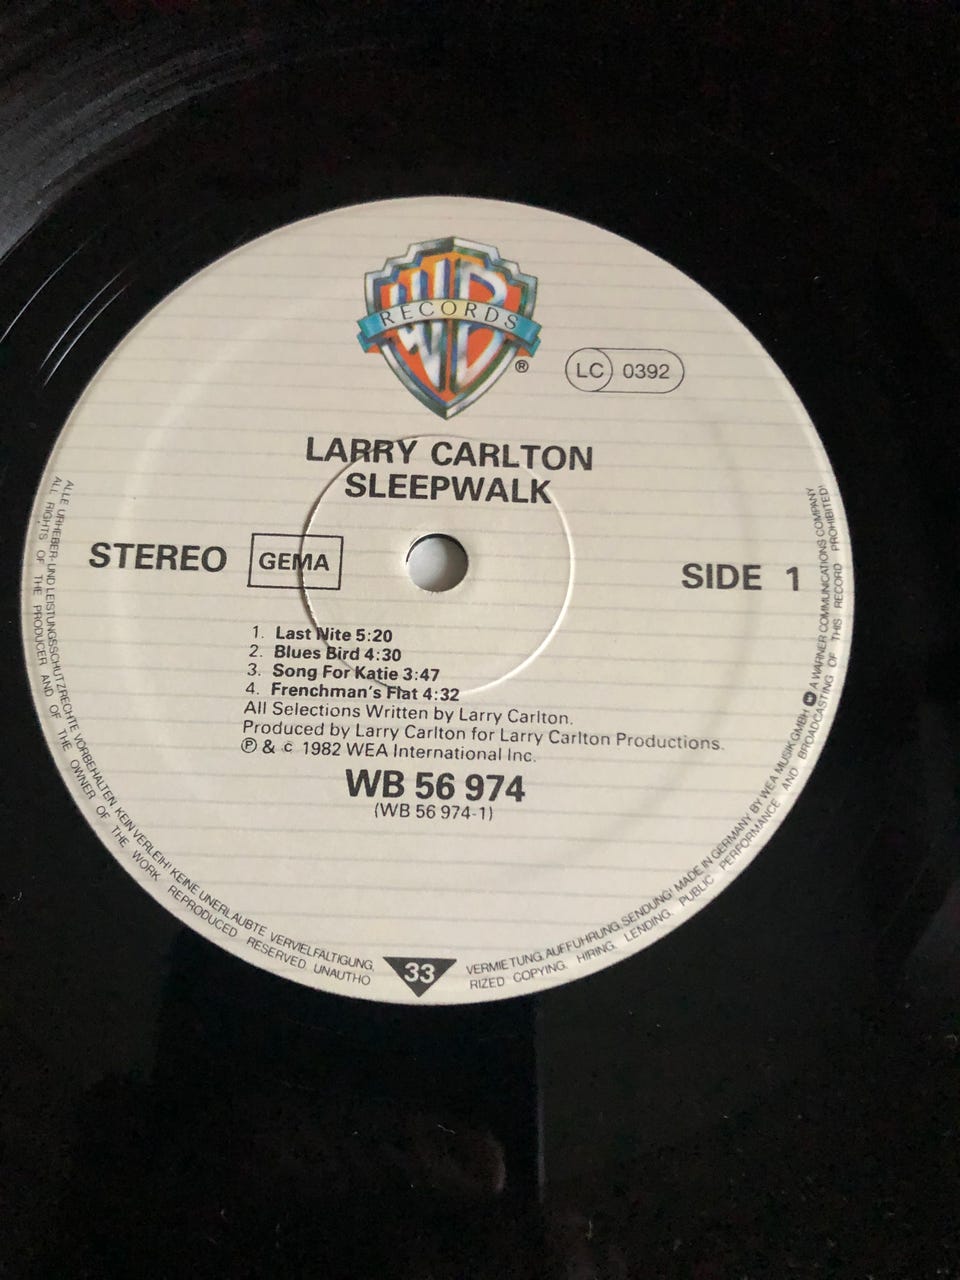 WB
RECORDS
®
LC 0392
LARRY CARLTON
SLEEPWALK
STEREO
GEMA
SIDE 1
1. Last Nite 5:20
2. Blues Bird 4:30
3. Song For Katie 3:47
4. Frenchman's Flat 4:32
All Selections Written by Larry Carlton.
Produced by Larry Carlton for Larry Carlton Productions.
℗ & © 1982 WEA International Inc.
WB 56 974
(WB 56 974-1)
ALLE URHEBER- UND LEISTUNGSSCHUTZRECHTE VORBEHALTEN KEIN VERLEIH! KEINE UNERLAUBTE VERVIELFÄLTIGUNG, VERMIETUNG, AUFFÜHRUNG, SENDUNG! MADE IN GERMANY BY WEA MUSIK GMBH A WARNER COMMUNICATIONS COMPANY
ALL RIGHTS OF THE PRODUCER AND OF THE OWNER OF THE WORK REPRODUCED RESERVED UNAUTHORIZED COPYING, HIRING, LENDING, PUBLIC PERFORMANCE AND BROADCASTING OF THIS RECORD PROHIBITED!
33